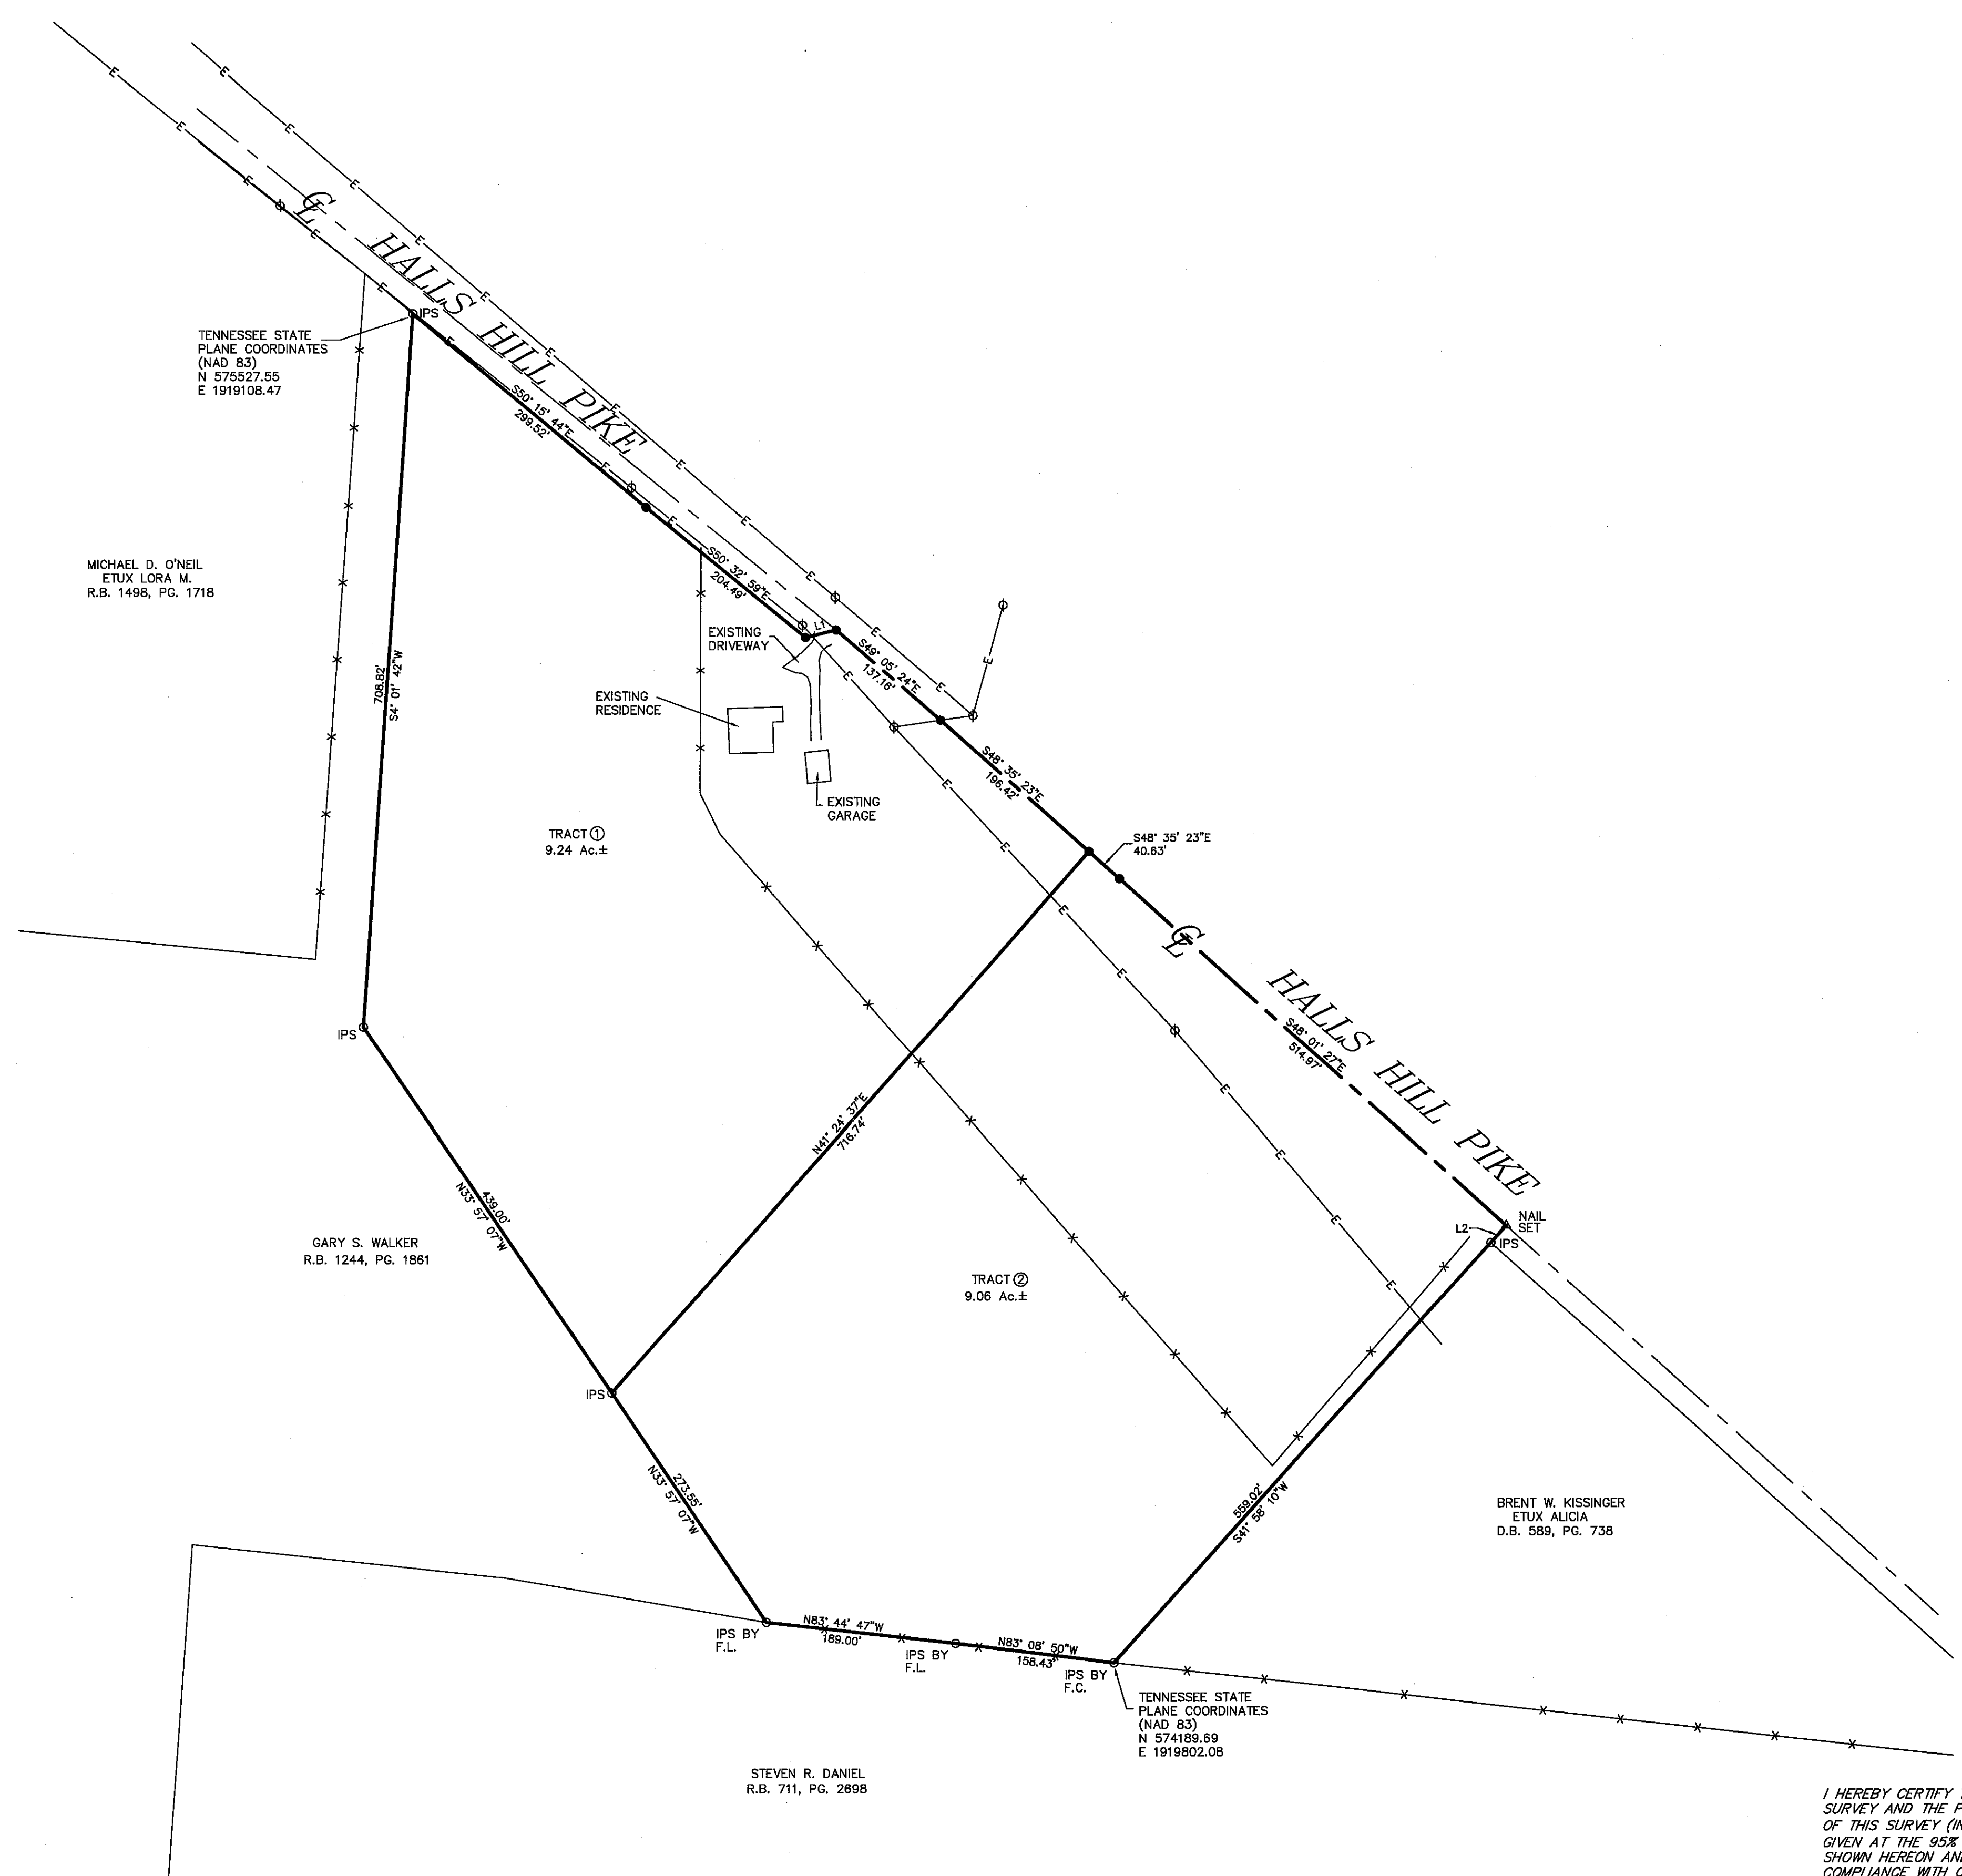 CL
HALLS HILL PIKE
IPS
TENNESSEE STATE
PLANE COORDINATES
(NAD 83)
N 575527.55
E 1919108.47
S50° 15' 44"E
299.52'
MICHAEL D. O'NEIL
ETUX LORA M.
R.B. 1498, PG. 1718
708.82'
S4° 01' 42"W
S50° 32' 59"E
204.49'
L1
EXISTING
DRIVEWAY
S49° 05' 24"E
137.16'
EXISTING
RESIDENCE
EXISTING
GARAGE
S48° 35' 23"E
196.42'
TRACT 1
9.24 Ac.±
S48° 35' 23"E
40.63'
CL
HALLS HILL PIKE
S48° 01' 27"E
514.97'
IPS
N41° 24' 37"E
716.74'
439.00'
N33° 57' 07"W
GARY S. WALKER
R.B. 1244, PG. 1861
L2
NAIL
SET
IPS
TRACT 2
9.06 Ac.±
IPS
273.55'
N33° 57' 07"W
559.02'
S41° 58' 10"W
BRENT W. KISSINGER
ETUX ALICIA
D.B. 589, PG. 738
IPS BY
F.L.
N83° 44' 47"W
189.00'
IPS BY
F.L.
N83° 08' 50"W
158.43'
IPS BY
F.C.
TENNESSEE STATE
PLANE COORDINATES
(NAD 83)
N 574189.69
E 1919802.08
STEVEN R. DANIEL
R.B. 711, PG. 2698
I HEREBY CERTIFY
SURVEY AND THE
OF THIS SURVEY
GIVEN AT THE 95%
SHOWN HEREON
COMPLIANCE WITH